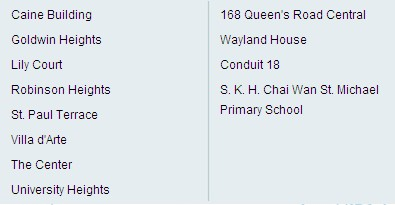 Caine Building
Goldwin Heights
Lily Court
Robinson Heights
St. Paul Terrace
Villa d'Arte
The Center
University Heights
168 Queen's Road Central
Wayland House
Conduit 18
S. K. H. Chai Wan St. Michael
Primary School